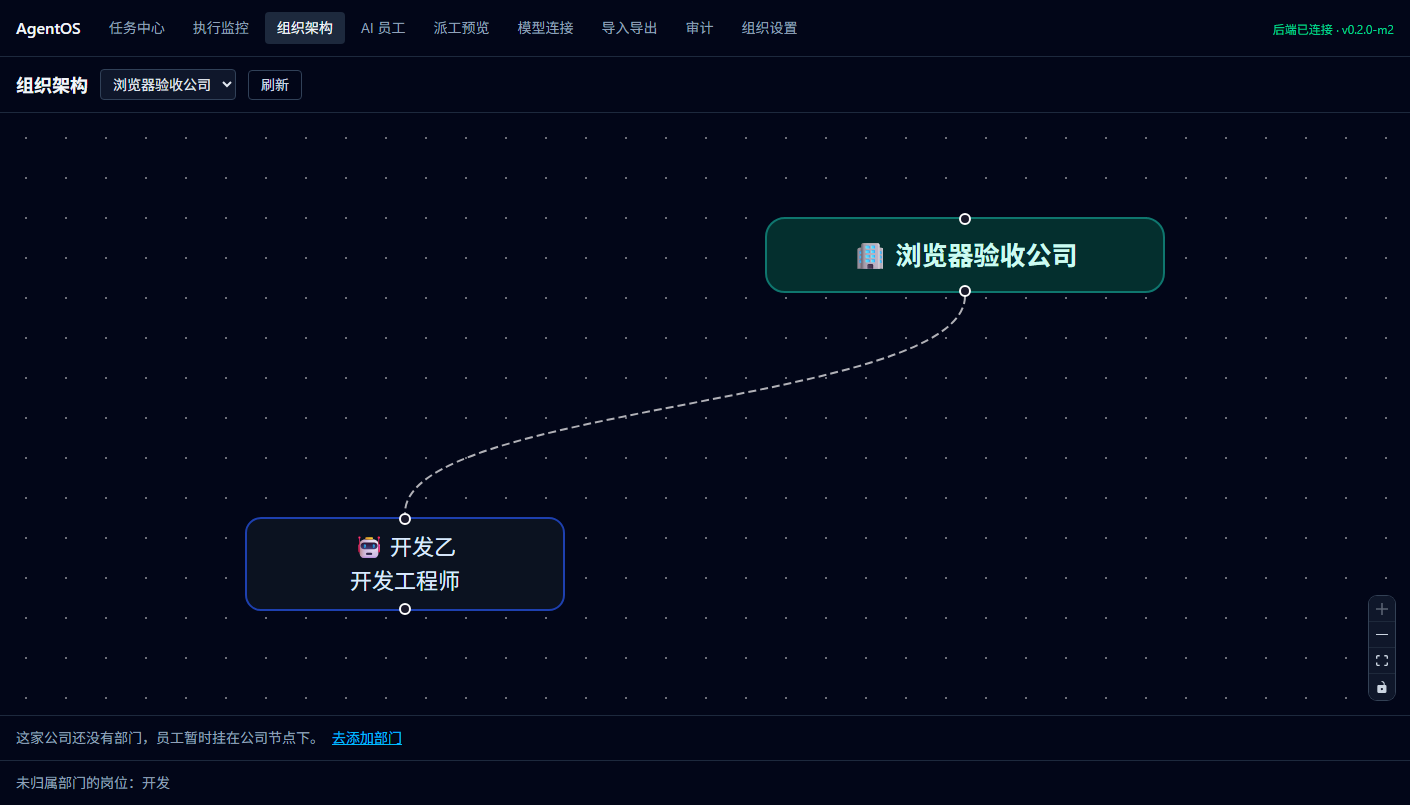 AgentOS 任务中心 执行监控 组织架构 AI 员工 派工预览 模型连接 导入导出 审计 组织设置 后端已连接 · v0.2.0-m2
组织架构 浏览器验收公司 刷新
浏览器验收公司
开发乙
开发工程师
这家公司还没有部门，员工暂时挂在公司节点下。 去添加部门
未归属部门的岗位：开发